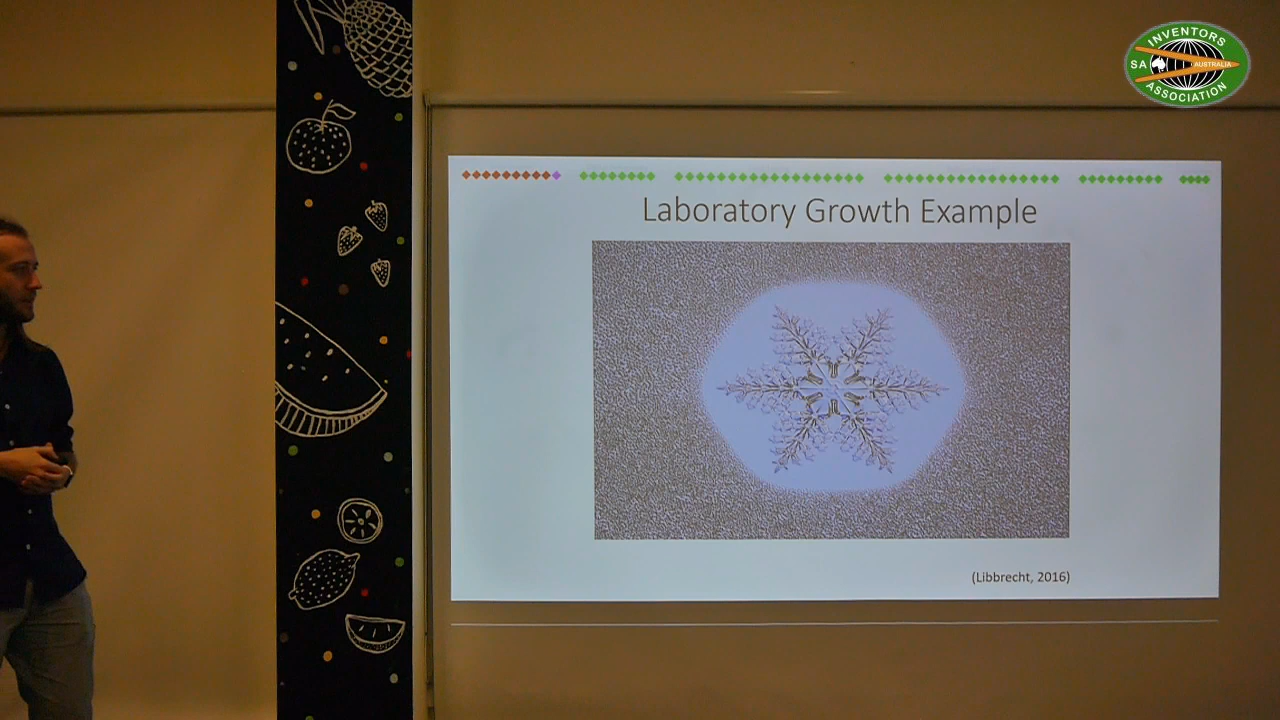 INVENTORS
SA AUSTRALIA
ASSOCIATION
Laboratory Growth Example
(Libbrecht, 2016)